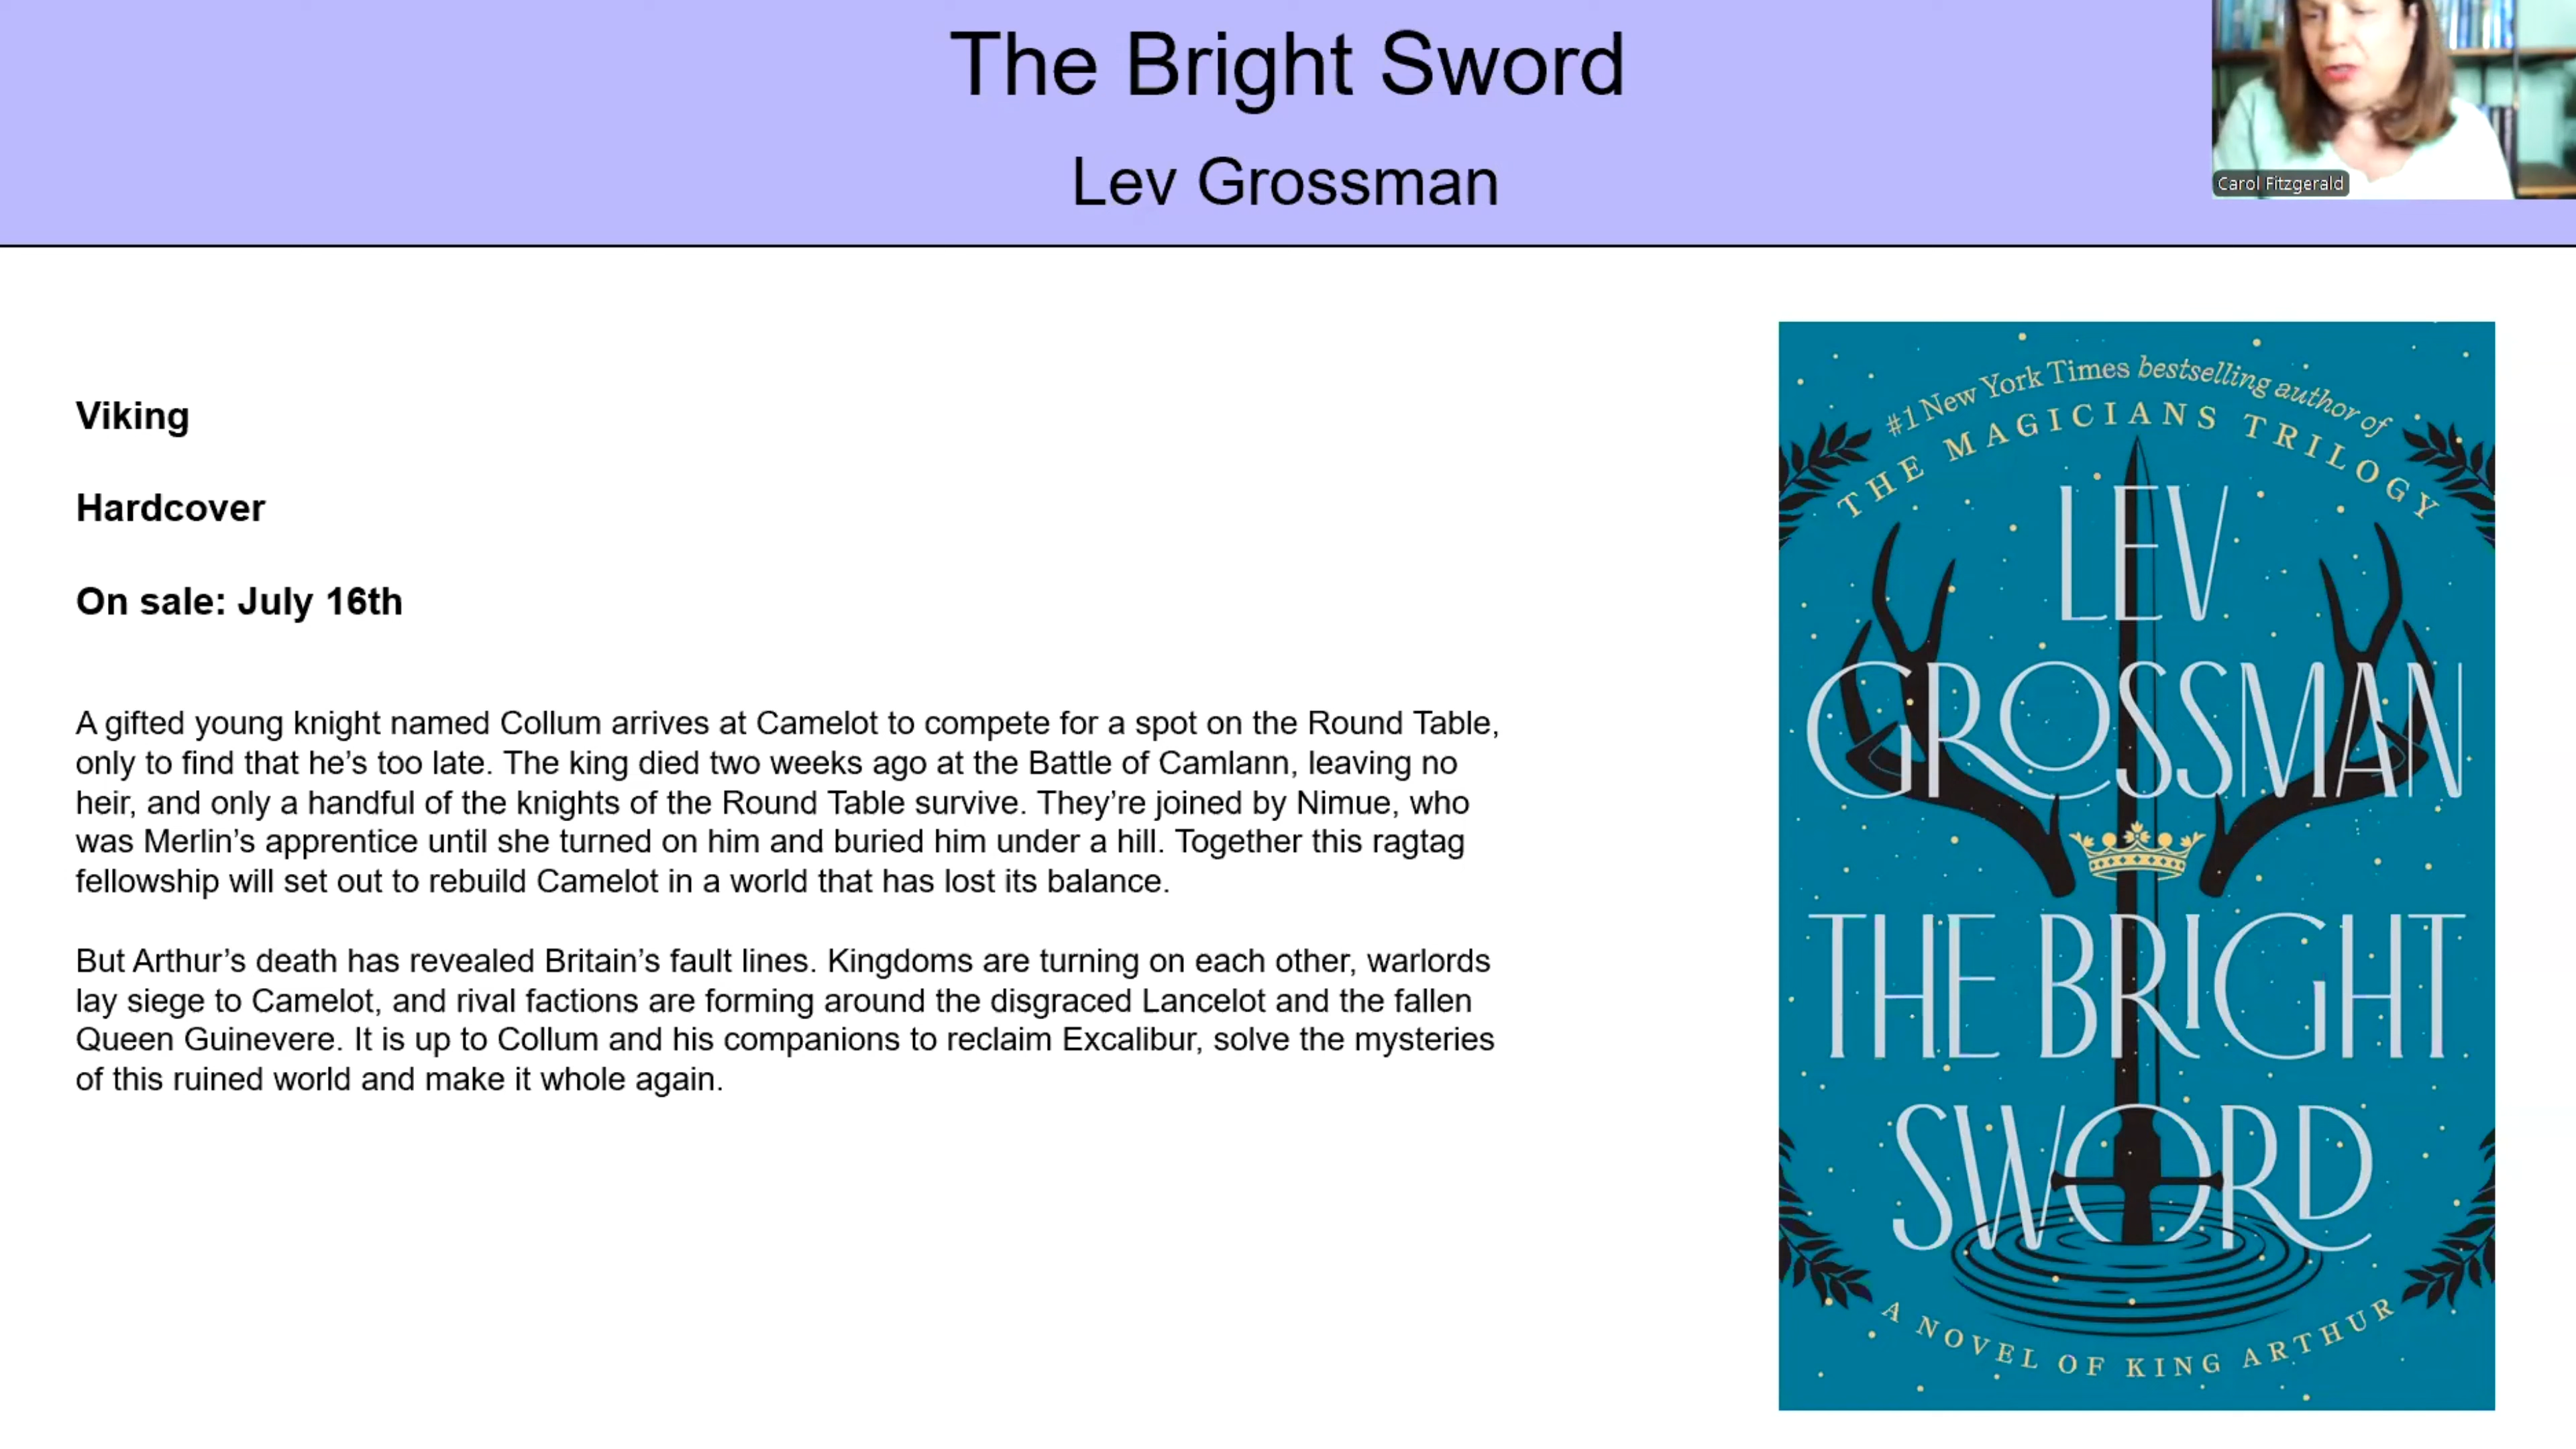 The Bright Sword
Lev Grossman
Carol Fitzgerald
Viking
Hardcover
On sale: July 16th
A gifted young knight named Collum arrives at Camelot to compete for a spot on the Round Table,
only to find that he’s too late. The king died two weeks ago at the Battle of Camlann, leaving no
heir, and only a handful of the knights of the Round Table survive. They’re joined by Nimue, who
was Merlin’s apprentice until she turned on him and buried him under a hill. Together this ragtag
fellowship will set out to rebuild Camelot in a world that has lost its balance.
But Arthur’s death has revealed Britain’s fault lines. Kingdoms are turning on each other, warlords
lay siege to Camelot, and rival factions are forming around the disgraced Lancelot and the fallen
Queen Guinevere. It is up to Collum and his companions to reclaim Excalibur, solve the mysteries
of this ruined world and make it whole again.
#1 New York Times bestselling author of
THE MAGICIANS TRILOGY
LEV
GROSSMAN
THE BRIGHT
SWORD
A NOVEL OF KING ARTHUR